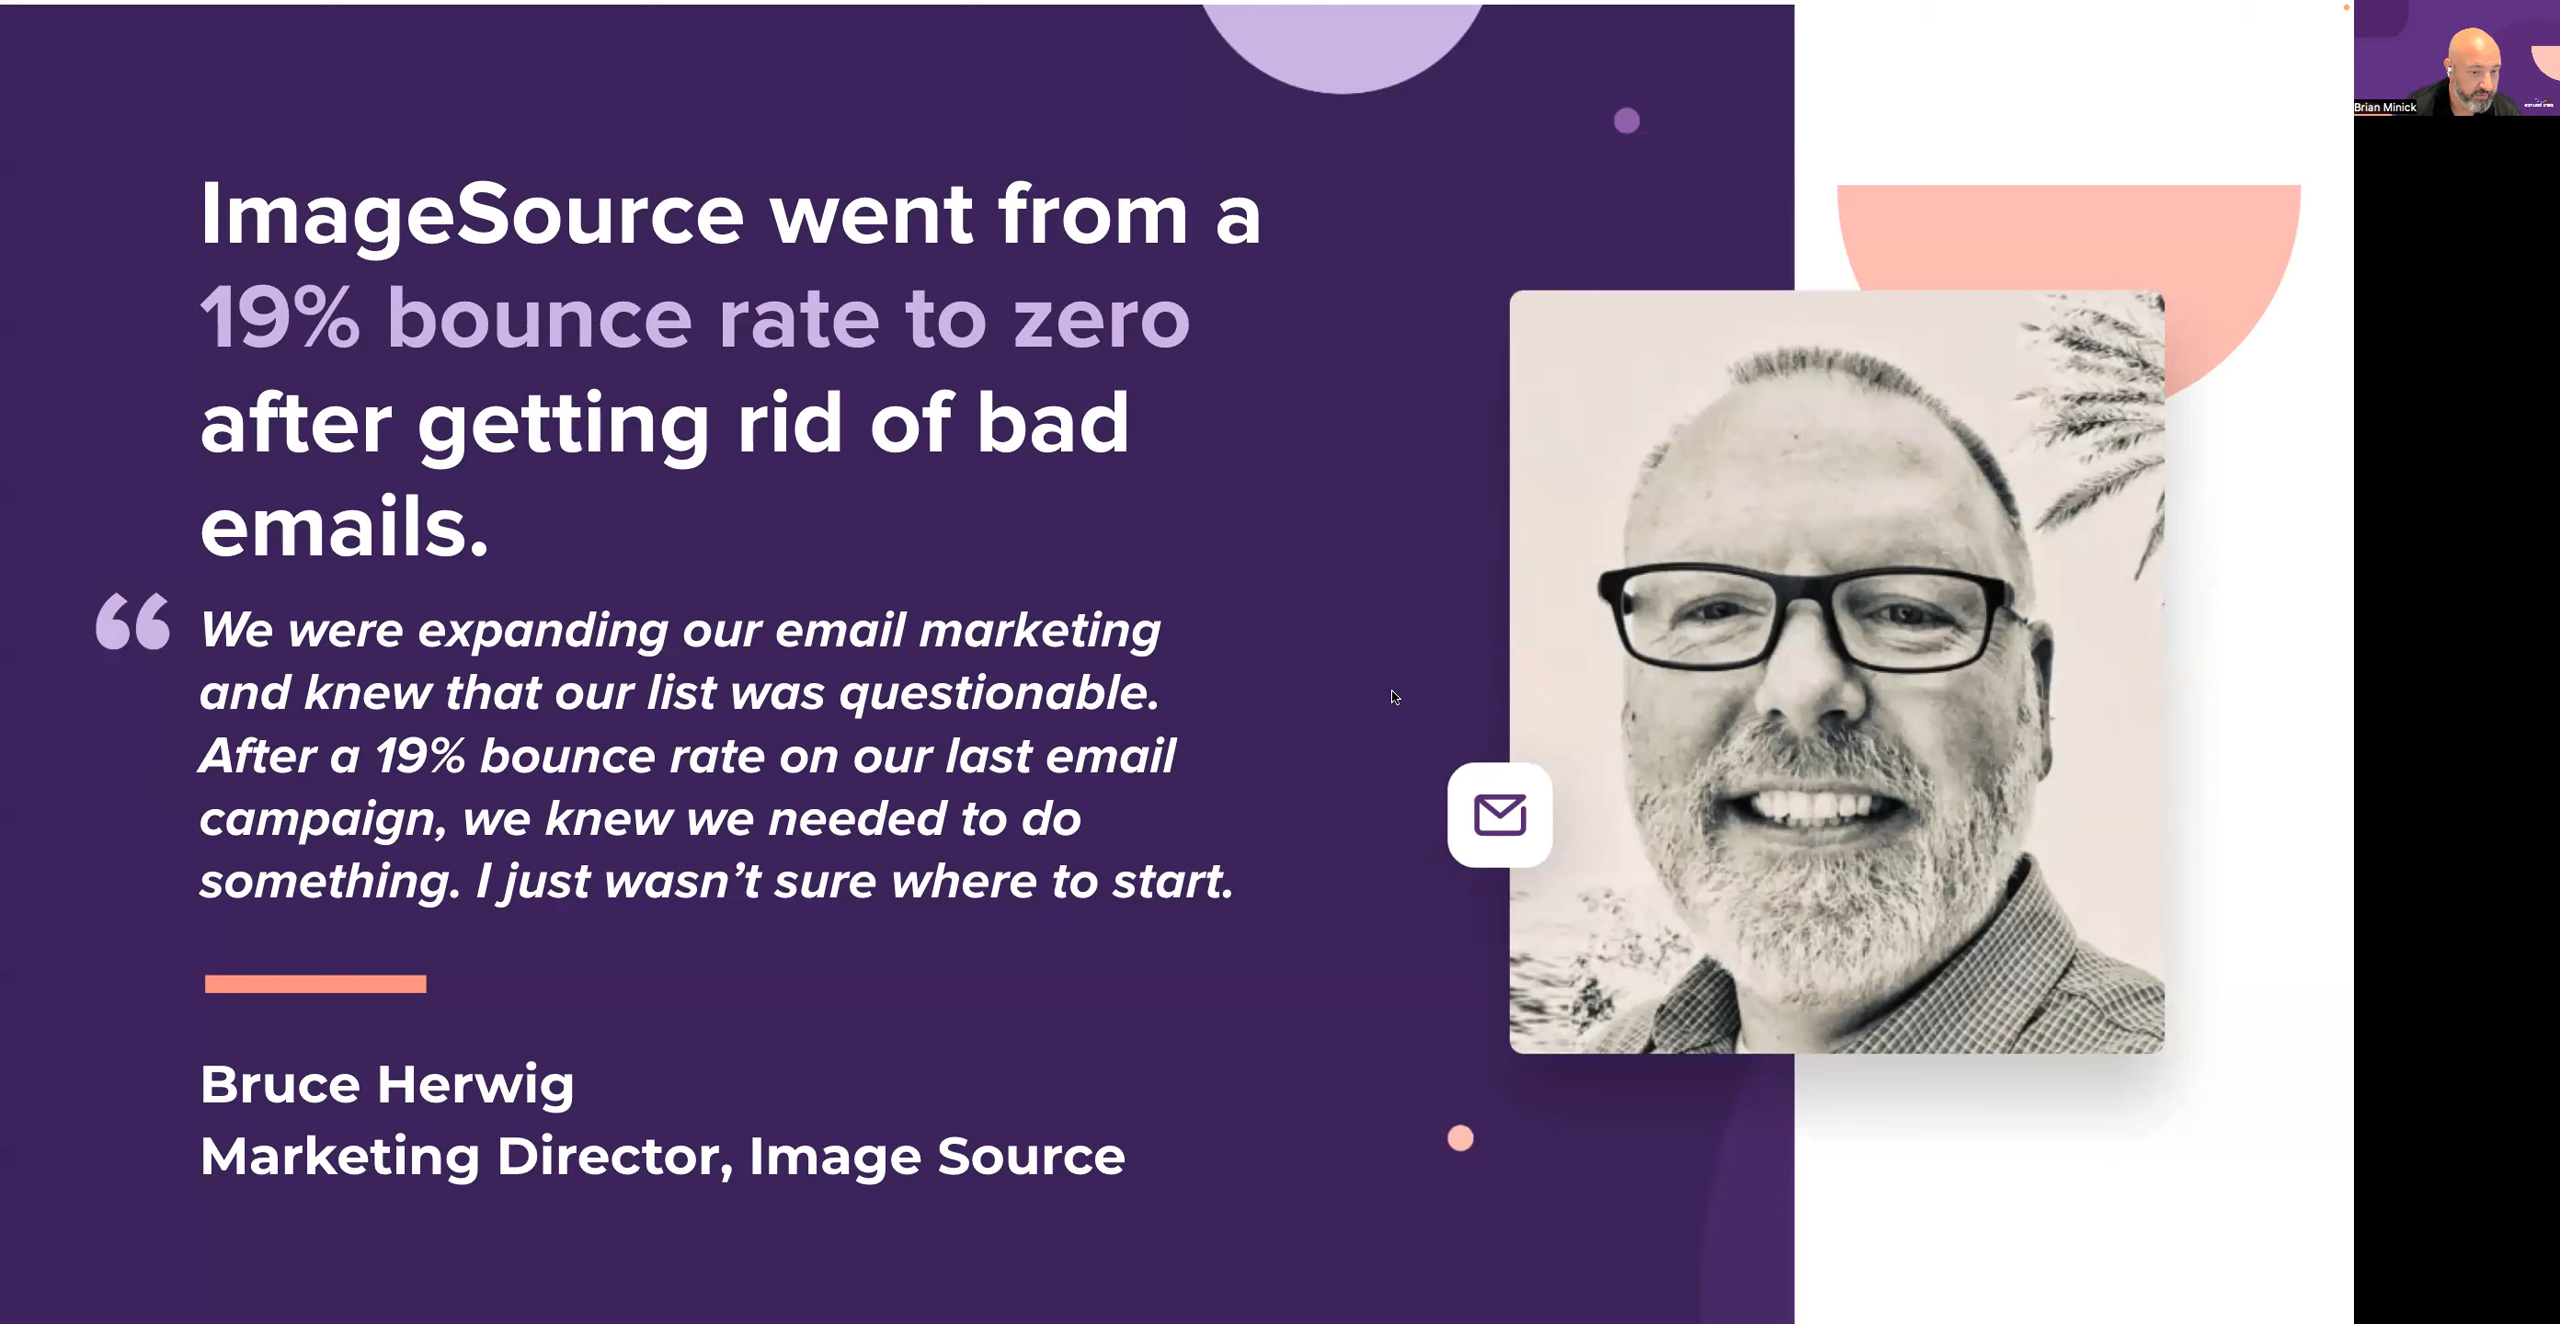 ImageSource went from a
19% bounce rate to zero
after getting rid of bad
emails.
“ We were expanding our email marketing
and knew that our list was questionable.
After a 19% bounce rate on our last email
campaign, we knew we needed to do
something. I just wasn’t sure where to start.
Bruce Herwig
Marketing Director, Image Source
Brian Minick